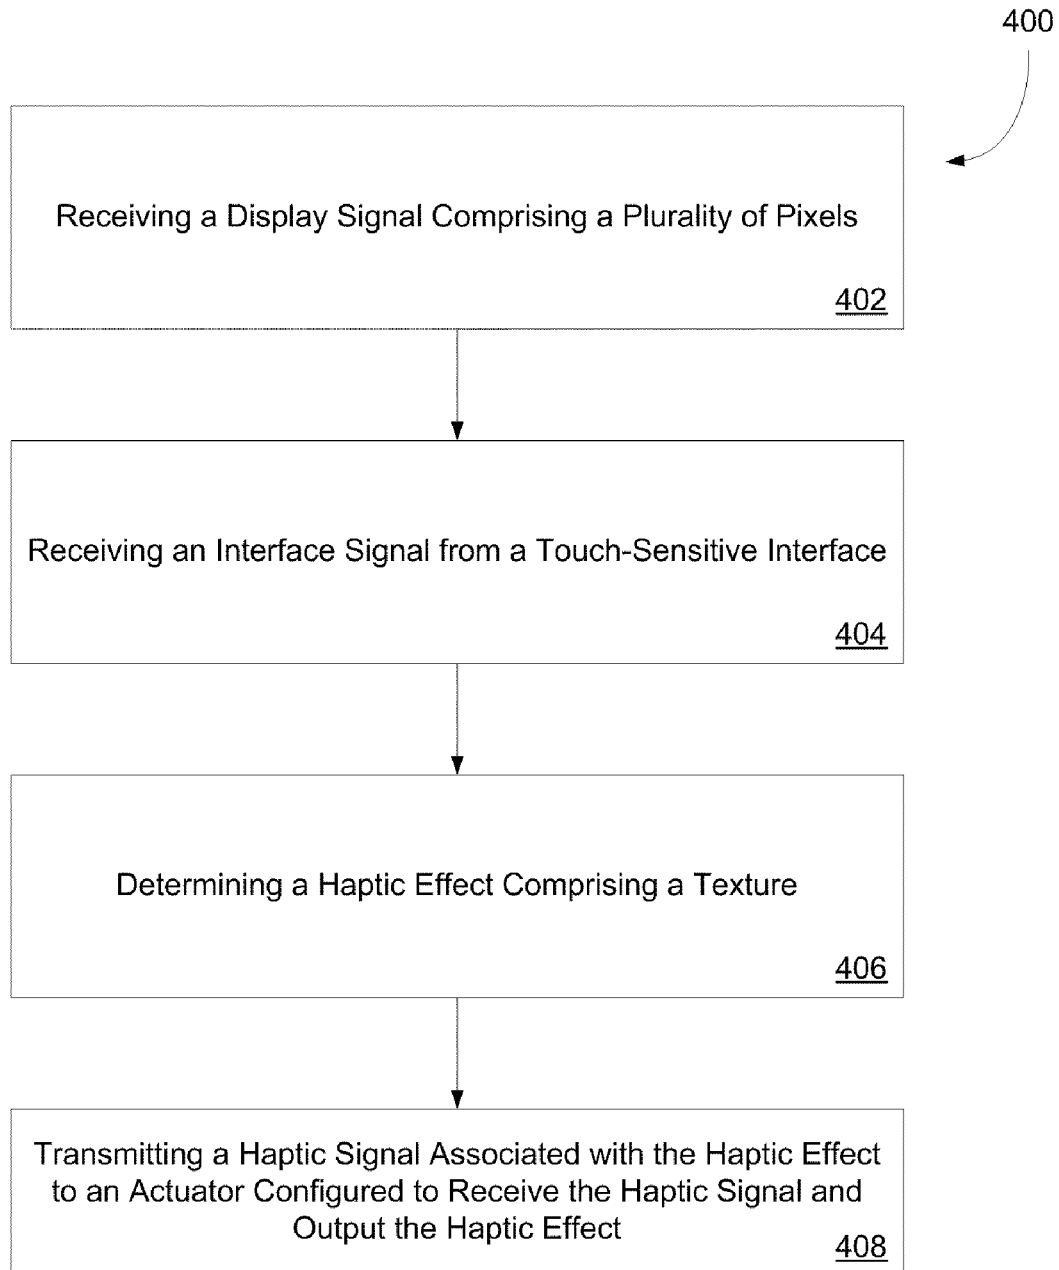 400
Receiving a Display Signal Comprising a Plurality of Pixels
402
Receiving an Interface Signal from a Touch-Sensitive Interface
404
Determining a Haptic Effect Comprising a Texture
406
Transmitting a Haptic Signal Associated with the Haptic Effect
to an Actuator Configured to Receive the Haptic Signal and
Output the Haptic Effect
408